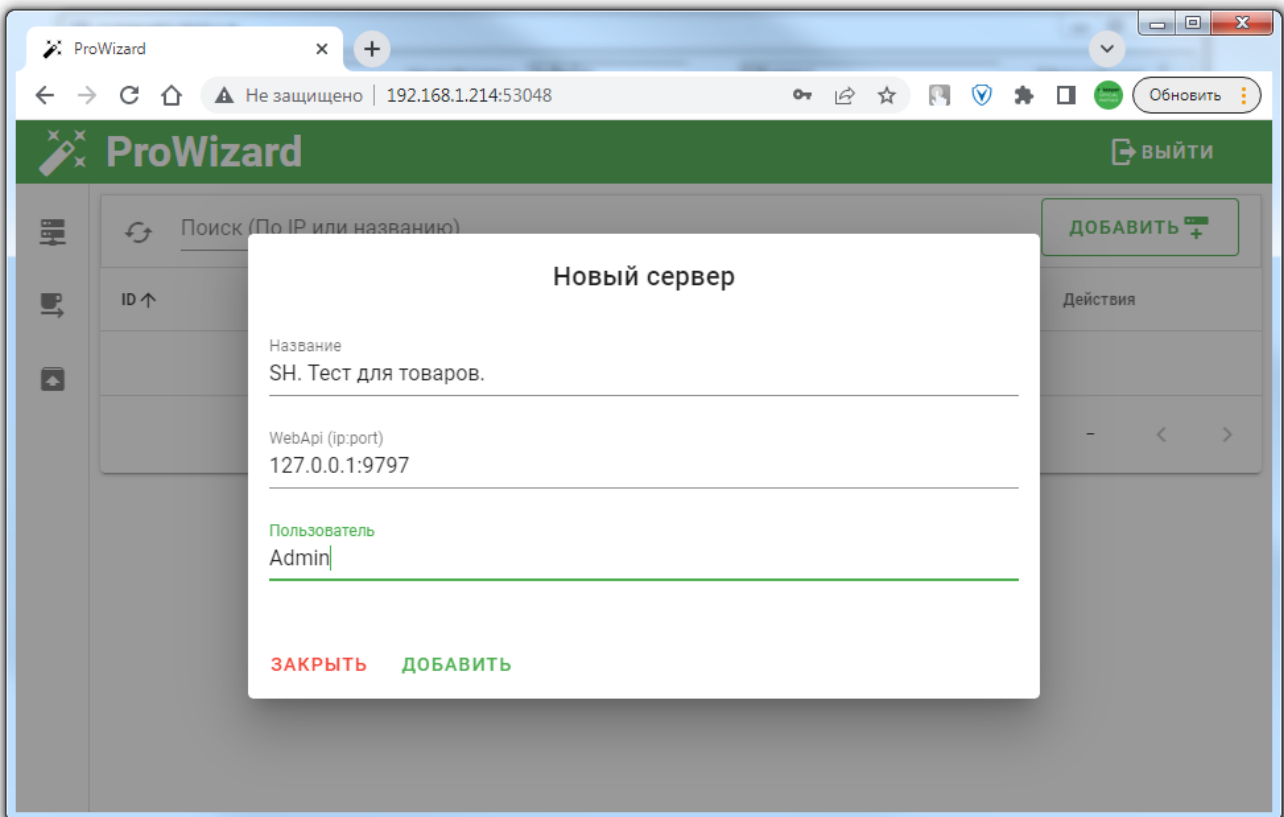 ProWizard
Не защищено 192.168.1.214:53048 Обновить
ProWizard ВЫЙТИ
Поиск (По IP или названию) ДОБАВИТЬ
ID Действия
Новый сервер
Название
SH. Тест для товаров.
WebApi (ip:port)
127.0.0.1:9797
–
Пользователь
Admin
ЗАКРЫТЬ ДОБАВИТЬ